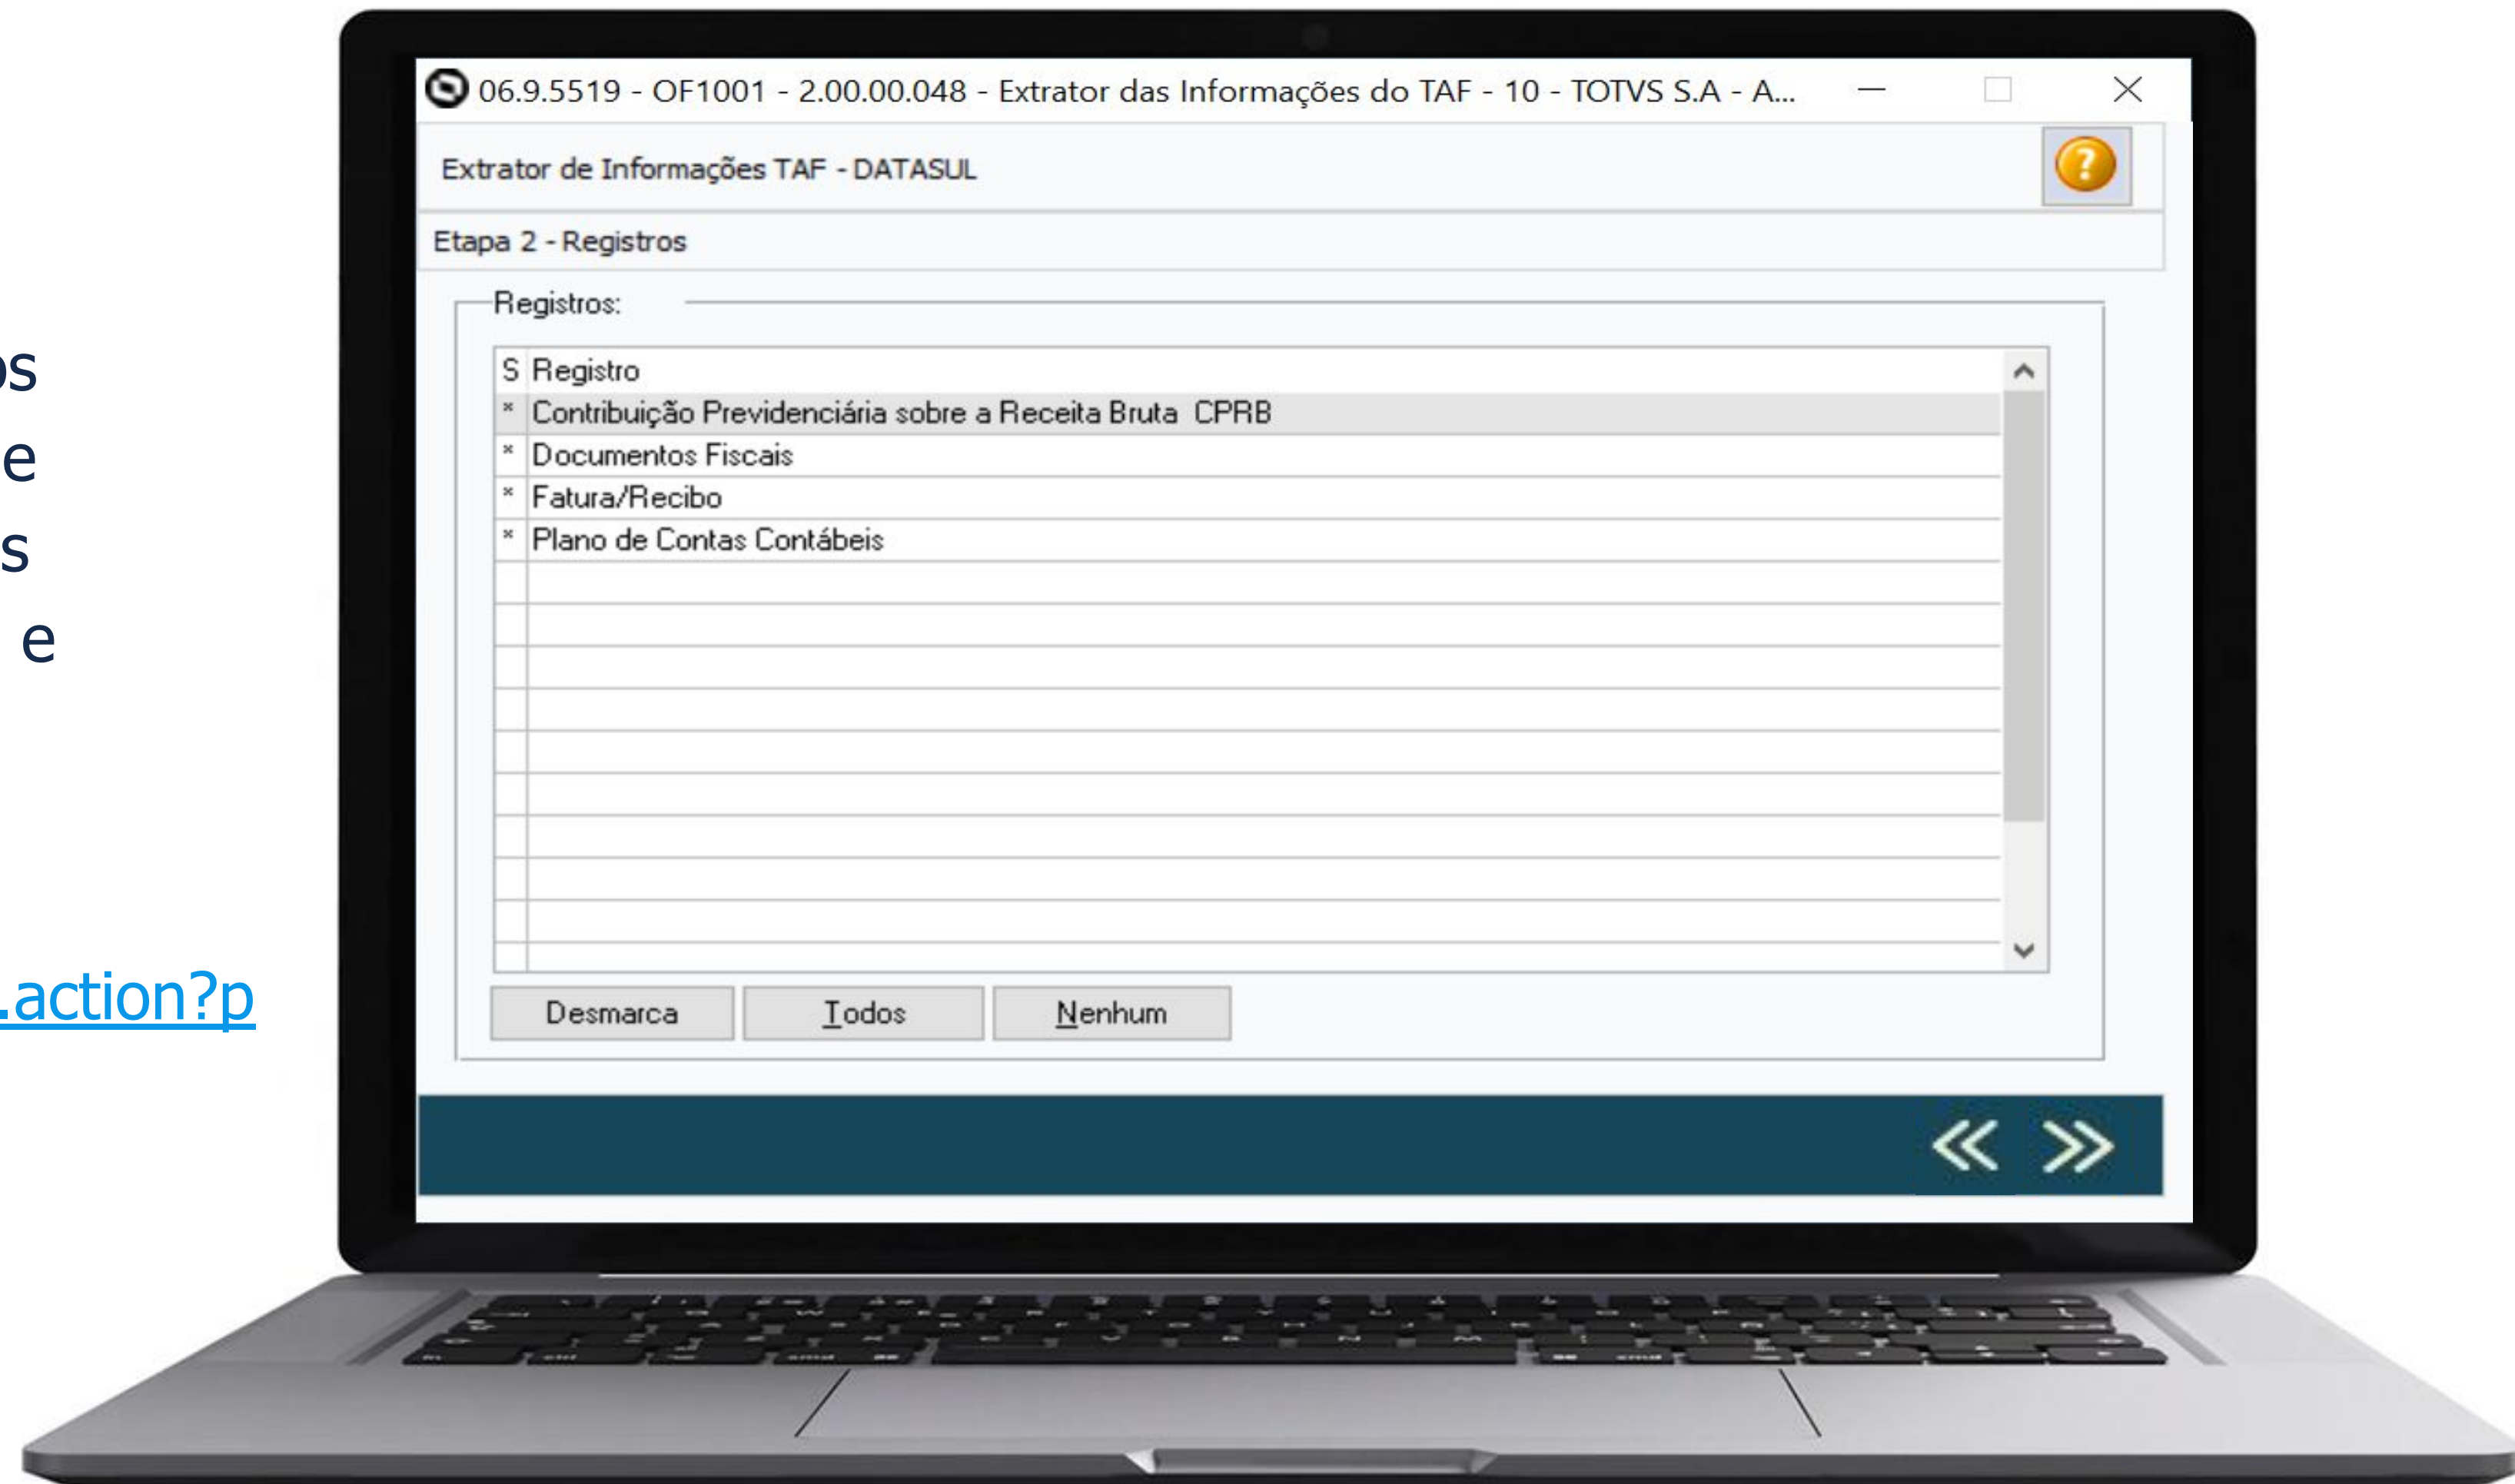 os
e
s
e
.action?p
06.9.5519 - OF1001 - 2.00.00.048 - Extrator das Informações do TAF - 10 - TOTVS S.A - A...
Extrator de Informações TAF - DATASUL
Etapa 2 - Registros
Registros:
S Registro
* Contribuição Previdenciária sobre a Receita Bruta CPRB
* Documentos Fiscais
* Fatura/Recibo
* Plano de Contas Contábeis
Desmarca Todos Nenhum